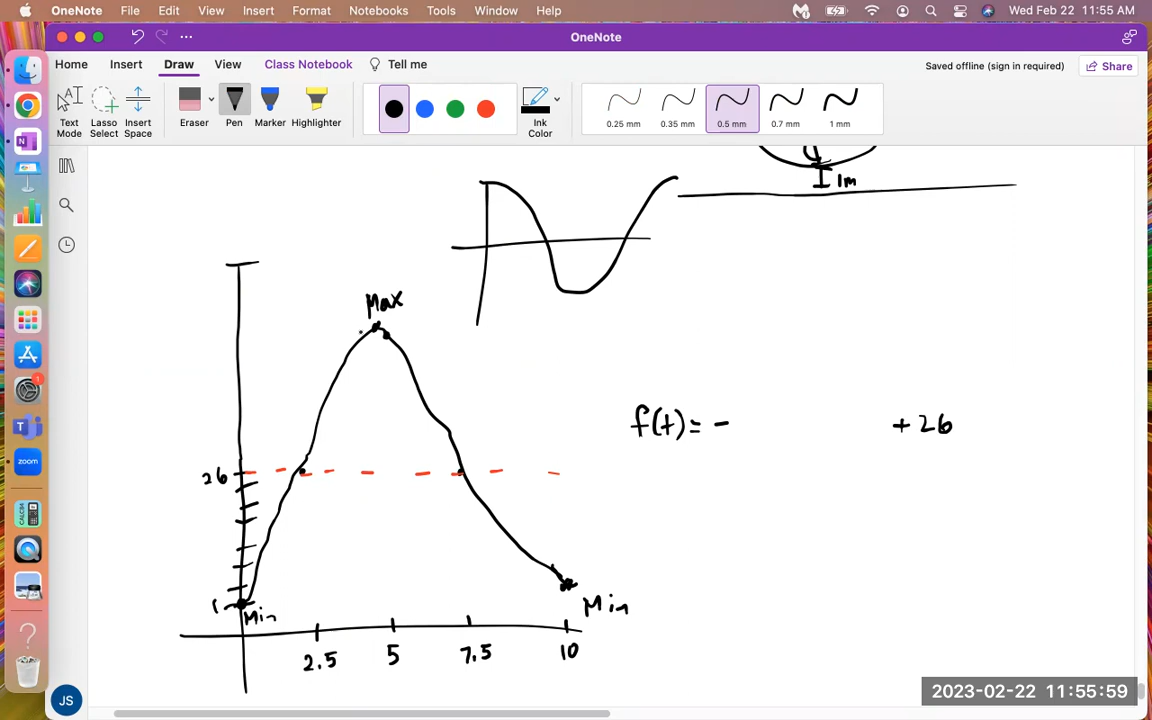 OneNote File Edit View Insert Format Notebooks Tools Window Help Wed Feb 22 11:55 AM
OneNote
Home Insert Draw View Class Notebook Tell me Saved offline (sign in required) Share
Text Mode Lasso Select Insert Space Eraser Pen Marker Highlighter Ink Color 0.25 mm 0.35 mm 0.5 mm 0.7 mm 1 mm
1m
Max
f(t) = - + 26
26
1
Min
Min
2.5 5 7.5 10
JS
zoom
CALC84
1
2023-02-22 11:55:59